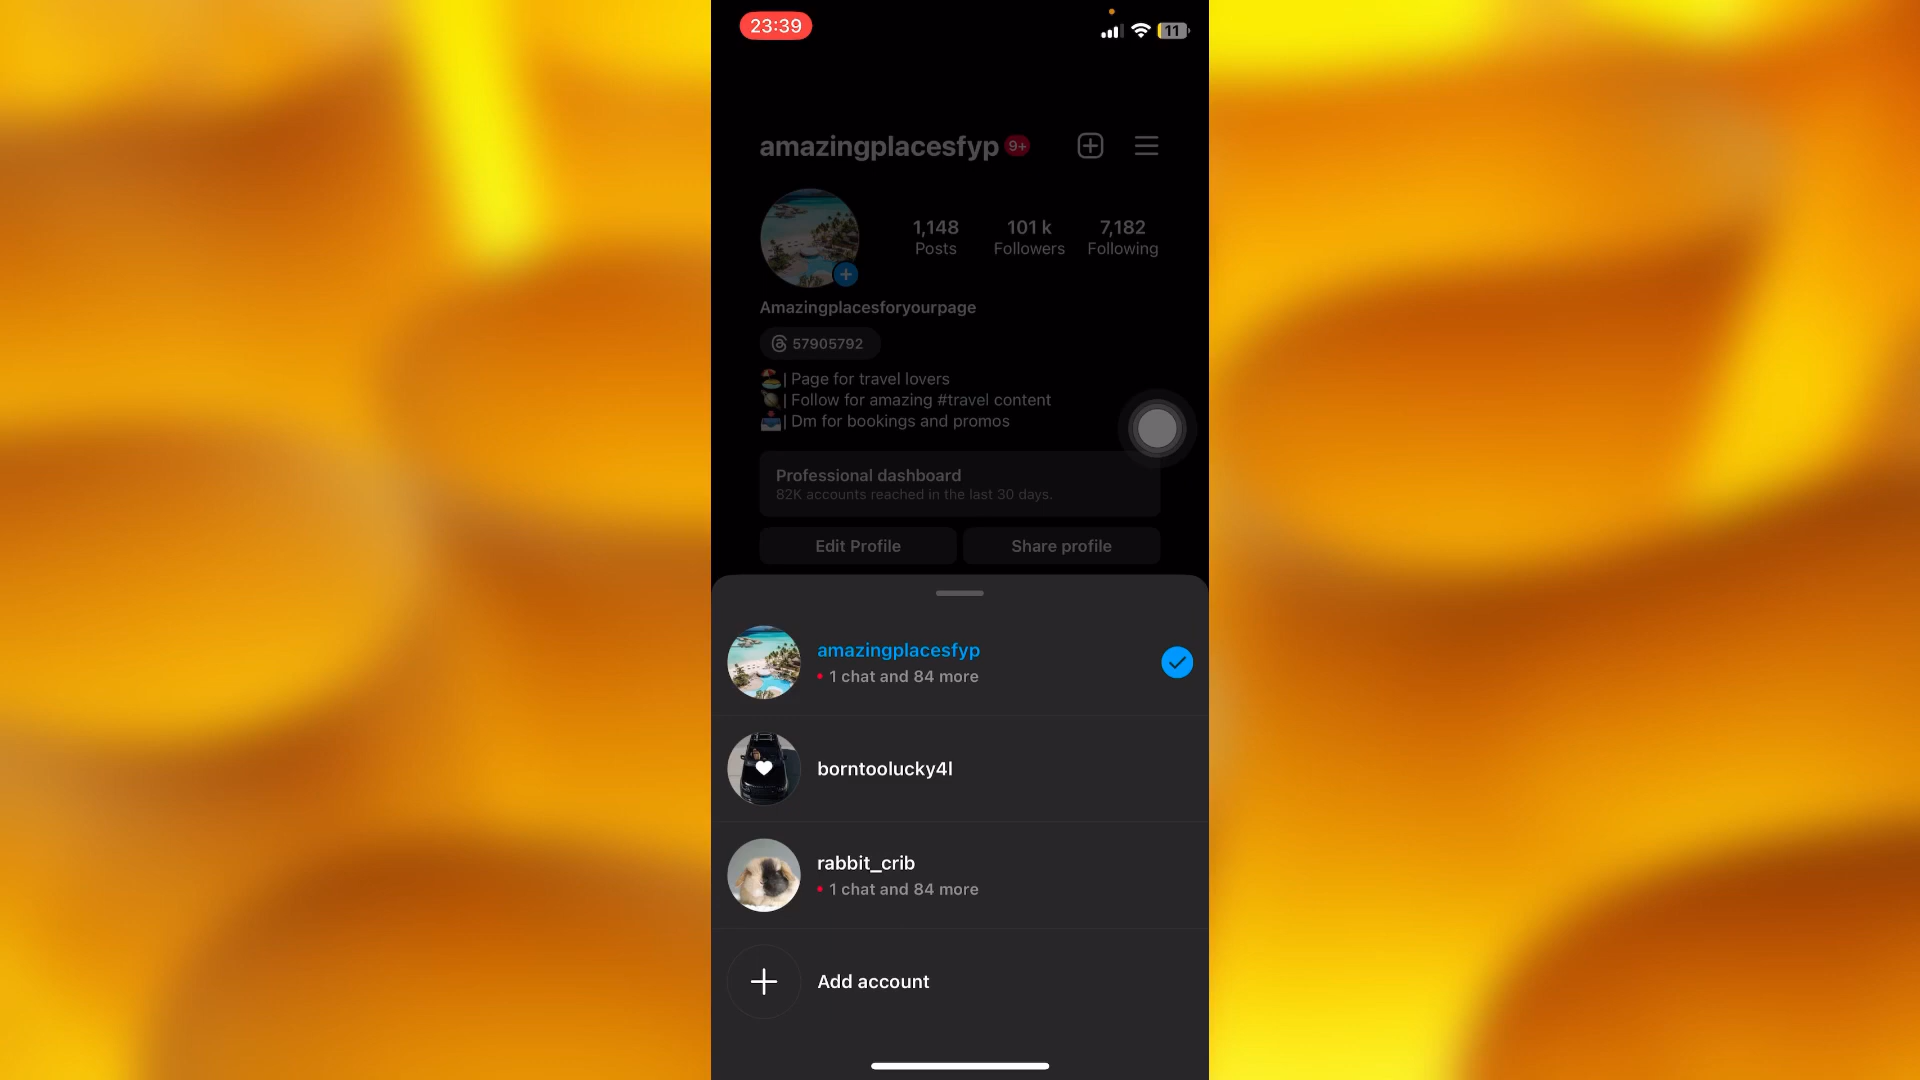 23:39
11
amazingplacesfyp 9+
1,148
Posts
101 k
Followers
7,182
Following
Amazingplacesforyourpage
57905792
| Page for travel lovers
| Follow for amazing #travel content
| Dm for bookings and promos
Professional dashboard
82K accounts reached in the last 30 days.
Edit Profile
Share profile
amazingplacesfyp
• 1 chat and 84 more
borntoolucky4l
rabbit_crib
• 1 chat and 84 more
Add account